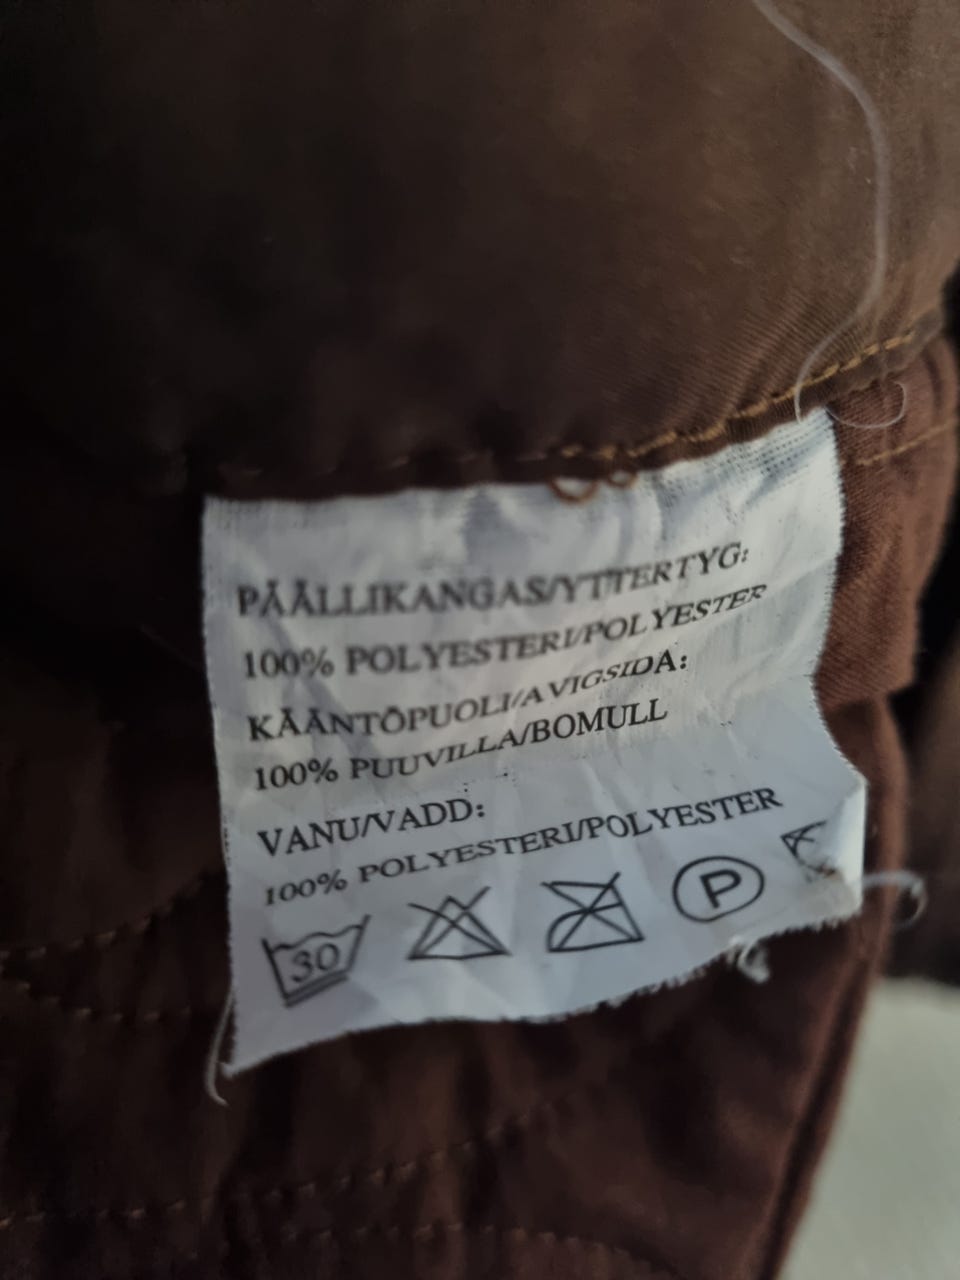 PÄÄLLIKANGAS/YTTERTYG:
100% POLYESTERI/POLYESTER
KÄÄNTÖPUOLI/AVIGSIDA:
100% PUUVILLA/BOMULL
VANU/VADD:
100% POLYESTERI/POLYESTER
30 P